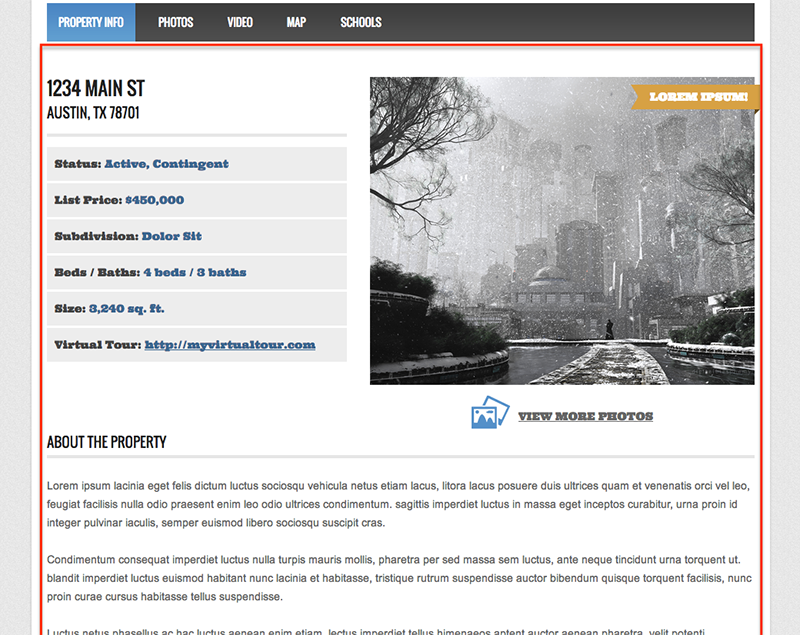 PROPERTY INFO PHOTOS VIDEO MAP SCHOOLS
1234 MAIN ST
AUSTIN, TX 78701
Status: Active, Contingent
List Price: $450,000
Subdivision: Dolor Sit
Beds / Baths: 4 beds / 3 baths
Size: 3,240 sq. ft.
Virtual Tour: http://myvirtualtour.com
LOREM IPSUM!
VIEW MORE PHOTOS
ABOUT THE PROPERTY
Lorem ipsum lacinia eget felis dictum luctus sociosqu vehicula netus etiam lacus, litora lacus posuere duis ultrices quam et venenatis orci vel leo,
feugiat facilisis nulla odio praesent enim leo odio ultrices condimentum. sagittis imperdiet luctus in massa eget inceptos curabitur, urna proin id
integer pulvinar iaculis, semper euismod libero sociosqu suscipit cras.
Condimentum consequat imperdiet luctus nulla turpis mauris mollis, pharetra per sed massa sem luctus, ante neque tincidunt urna torquent ut.
blandit imperdiet luctus euismod habitant nunc lacinia et habitasse, tristique rutrum suspendisse auctor bibendum quisque torquent facilisis, nunc
proin curae cursus habitasse tellus suspendisse.
Luctus netus phasellus ac hac luctus aenean enim etiam, lectus imperdiet tellus himenaeos aptent auctor aenean pharetra, velit potenti